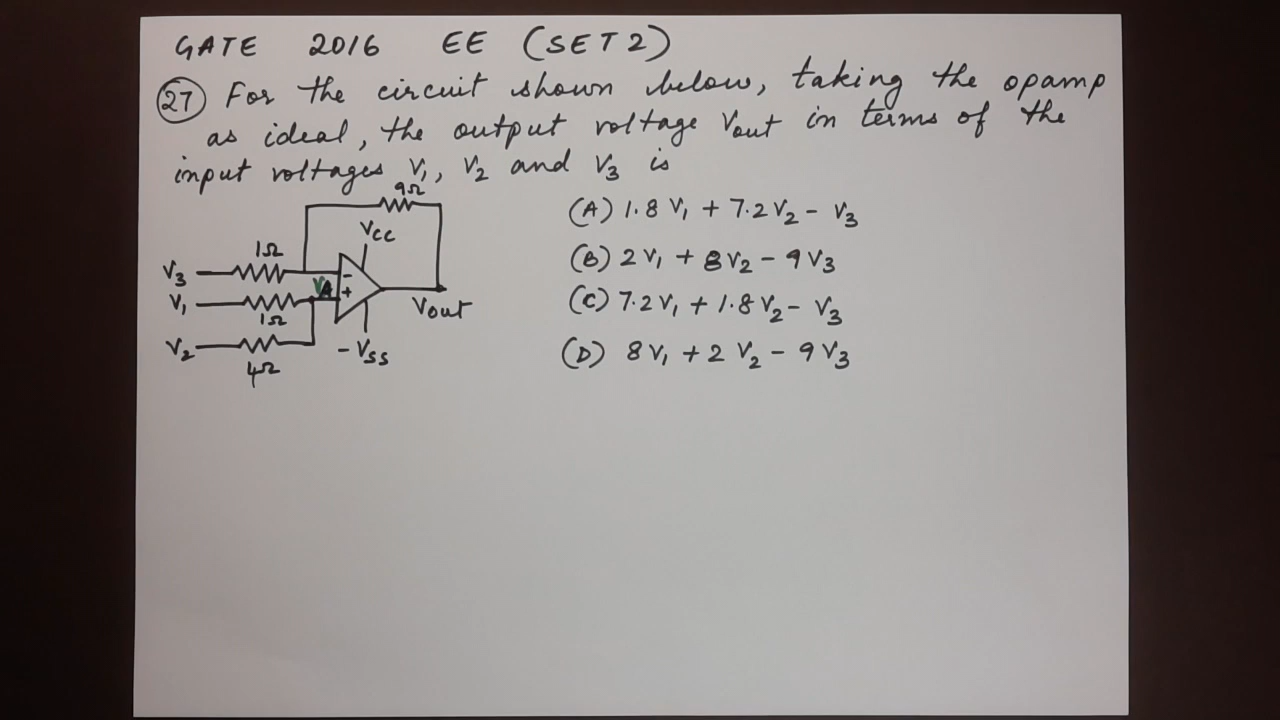 GATE 2016 EE (SET 2)
27 For the circuit shown below, taking the opamp
as ideal, the output voltage Vout in terms of the
input voltages V1, V2 and V3 is
9Ω
VCC
1Ω
V3
-
VA
+
V1
1Ω
Vout
V2
4Ω
-VSS
(A) 1.8 V1 + 7.2 V2 - V3
(B) 2 V1 + 8 V2 - 9 V3
(C) 7.2 V1 + 1.8 V2 - V3
(D) 8 V1 + 2 V2 - 9 V3